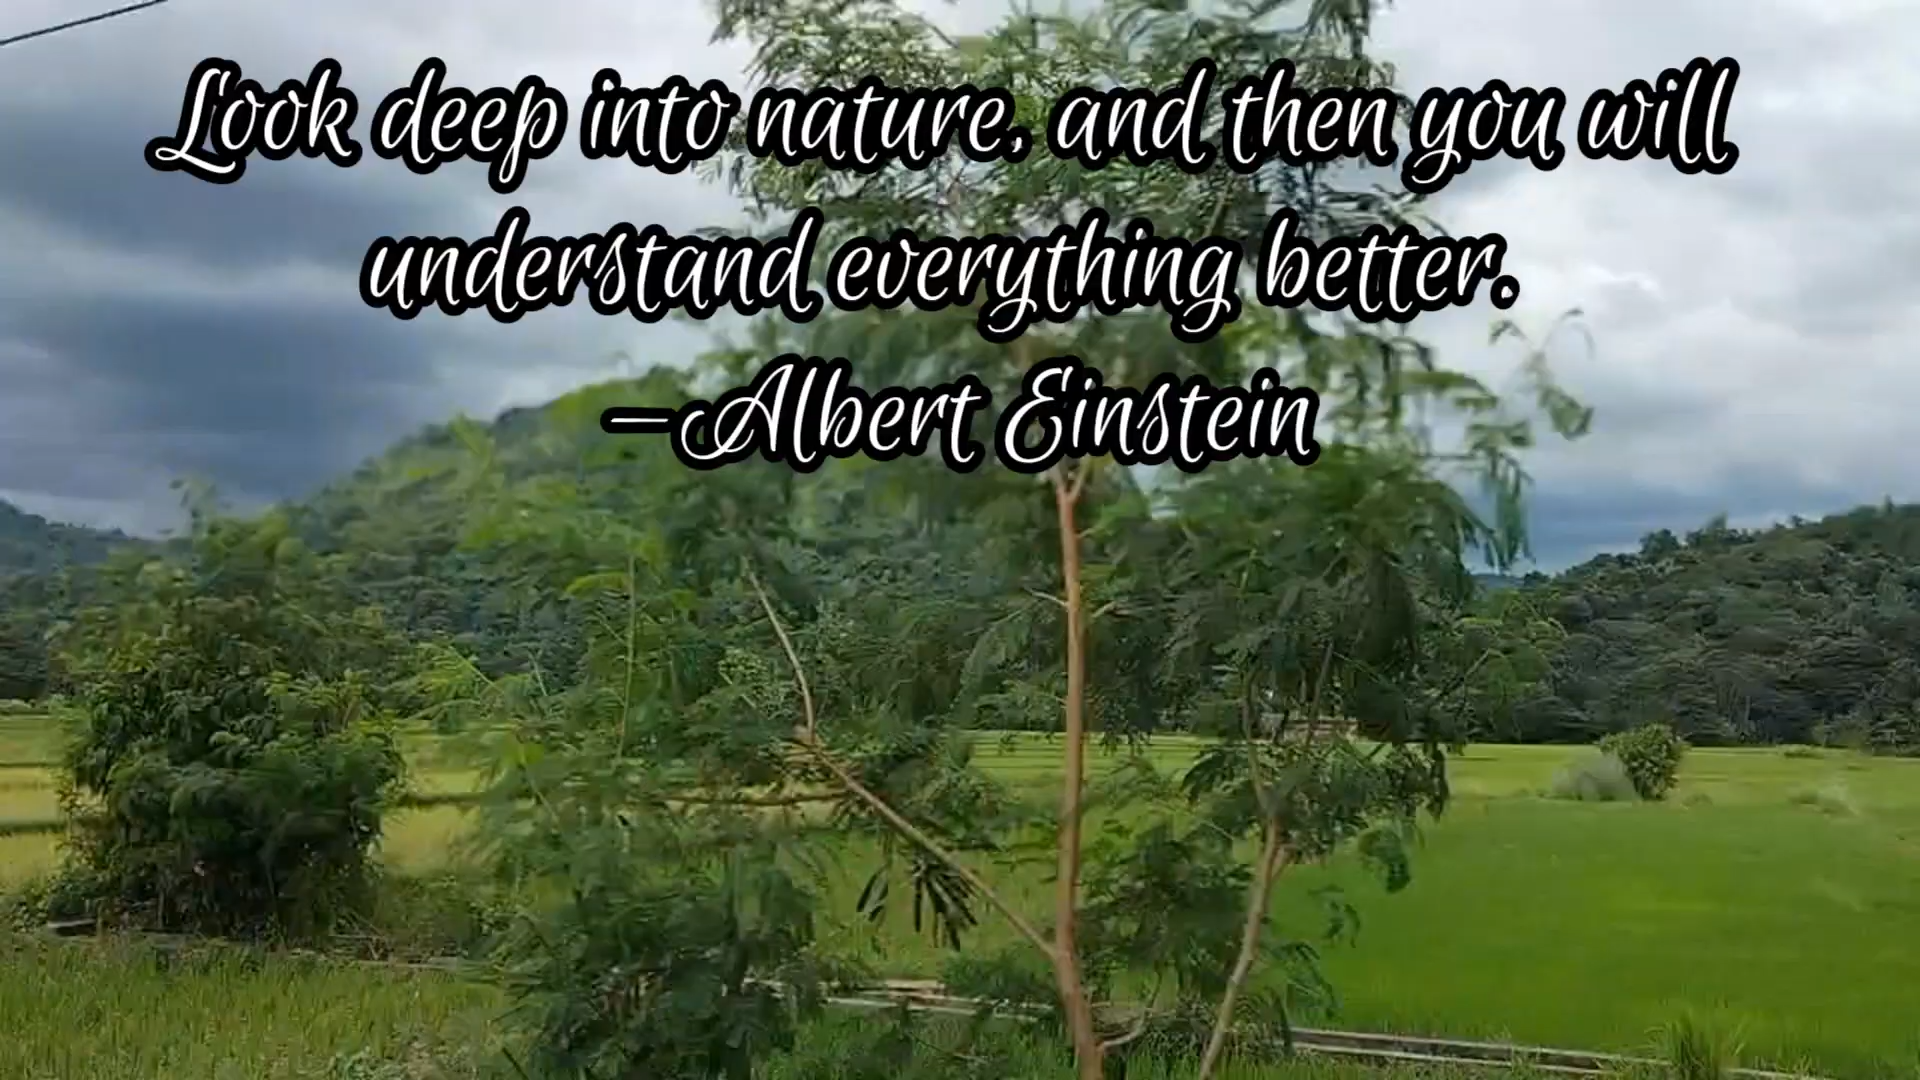 Look deep into nature, and then you will
understand everything better.
—Albert Einstein